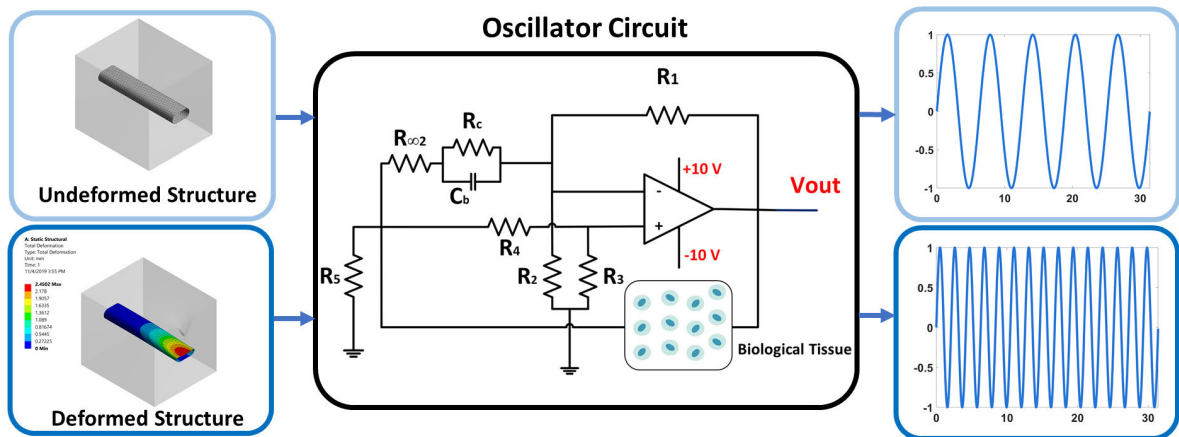 Oscillator Circuit
Undeformed Structure
A: Static Structural
Total Deformation
Type: Total Deformation
Unit: mm
Time: 1
11/4/2019 3:55 PM
2.4502 Max
2.178
1.9057
1.6335
1.3612
1.089
0.81674
0.5445
0.27225
0 Min
Deformed Structure
R1
R∞2
Rc
Cb
+10 V
Vout
-
+
R4
-10 V
R5
R2
R3
Biological Tissue
1
0.5
0
-0.5
-1
0 10 20 30
1
0.5
0
-0.5
-1
0 5 10 15 20 25 30